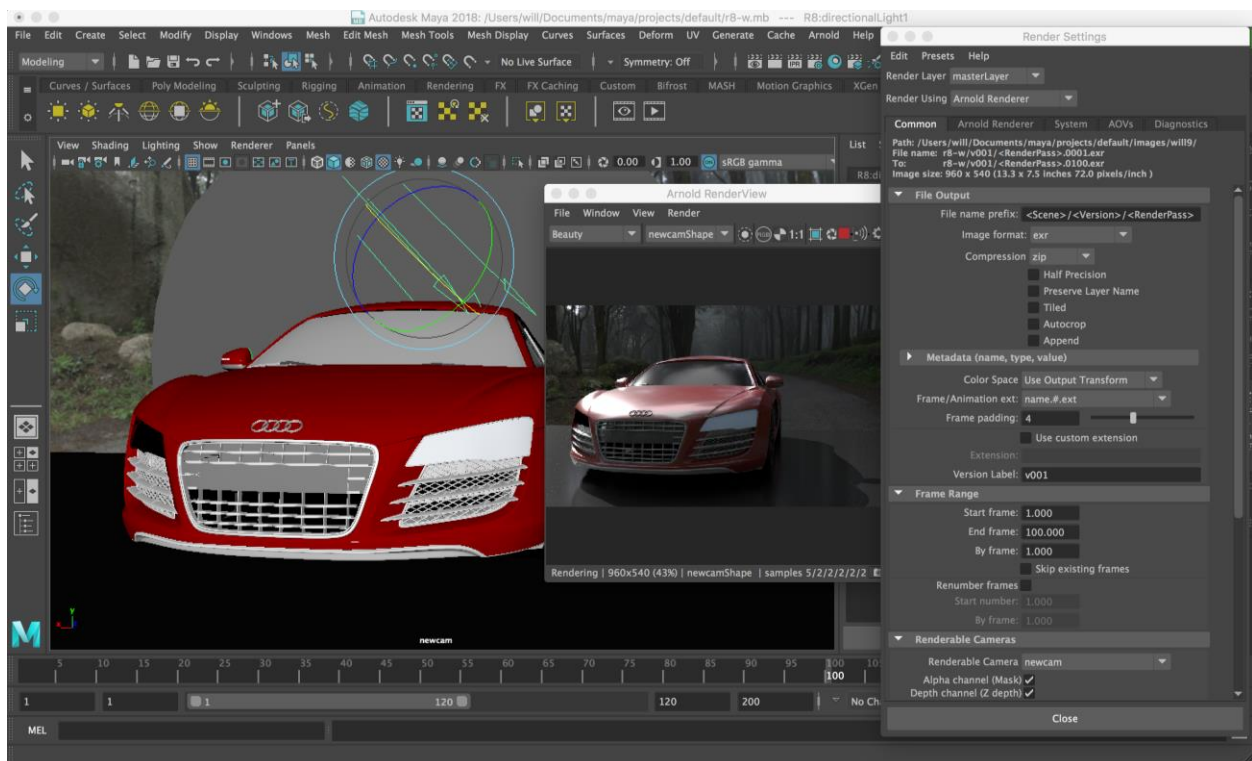 Autodesk Maya 2018: /Users/will/Documents/maya/projects/default/r8-w.mb --- R8:directionalLight1
File Edit Create Select Modify Display Windows Mesh Edit Mesh Mesh Tools Mesh Display Curves Surfaces Deform UV Generate Cache Arnold Help
Modeling No Live Surface Symmetry: Off
Curves / Surfaces Poly Modeling Sculpting Rigging Animation Rendering FX FX Caching Custom Bifrost MASH Motion Graphics XGen
View Shading Lighting Show Renderer Panels
0.00 1.00 sRGB gamma
List
R8:di
newcam
Arnold RenderView
File Window View Render
Beauty newcamShape 1:1
Rendering | 960x540 (43%) | newcamShape | samples 5/2/2/2/2/2
Render Settings
Edit Presets Help
Render Layer masterLayer
Render Using Arnold Renderer
Common Arnold Renderer System AOVs Diagnostics
Path: /Users/will/Documents/maya/projects/default/images/will9/
File name: r8-w/v001/<RenderPass>.0001.exr
To: r8-w/v001/<RenderPass>.0100.exr
Image size: 960 x 540 (13.3 x 7.5 inches 72.0 pixels/inch )
File Output
File name prefix: <Scene>/<Version>/<RenderPass>
Image format: exr
Compression zip
Half Precision
Preserve Layer Name
Tiled
Autocrop
Append
Metadata (name, type, value)
Color Space Use Output Transform
Frame/Animation ext: name.#.ext
Frame padding: 4
Use custom extension
Extension:
Version Label: v001
Frame Range
Start frame: 1.000
End frame: 100.000
By frame: 1.000
Skip existing frames
Renumber frames
Start number: 1.000
By frame: 1.000
Renderable Cameras
Renderable Camera newcam
Alpha channel (Mask)
Depth channel (Z depth)
Close
5 10 15 20 25 30 35 40 45 50 55 60 65 70 75 80 85 90 95 100 105
100
1 1 1 120 120 200 No Ch
MEL